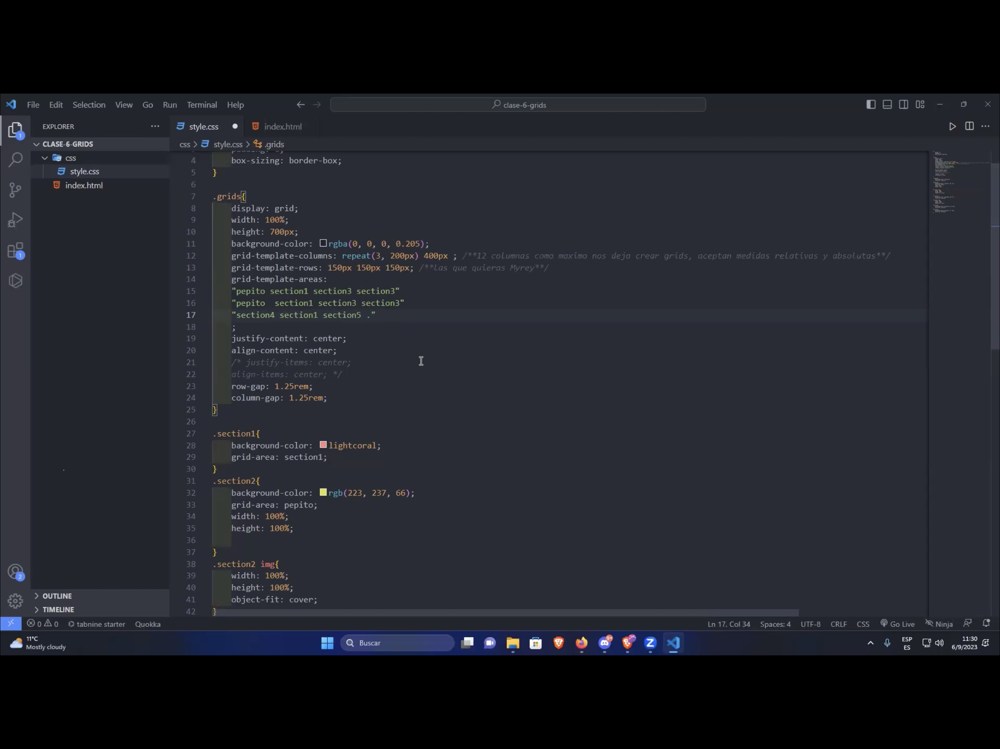 File Edit Selection View Go Run Terminal Help
clase-6-grids
EXPLORER
style.css
index.html
CLASE-6-GRIDS
css
style.css
index.html
css > style.css > .grids
4 box-sizing: border-box;
5 }
6
7 .grids{
8 display: grid;
9 width: 100%;
10 height: 700px;
11 background-color: rgba(0, 0, 0, 0.205);
12 grid-template-columns: repeat(3, 200px) 400px ; /**12 columnas como maximo nos deja crear grids, aceptan medidas relativas y absolutas**/
13 grid-template-rows: 150px 150px 150px; /**las que quieras Myrey**/
14 grid-template-areas:
15 "pepito section1 section3 section3"
16 "pepito  section1 section3 section3"
17 "section4 section1 section5 ."
18 ;
19 justify-content: center;
20 align-content: center;
21 /* justify-items: center;
22 align-items: center; */
23 row-gap: 1.25rem;
24 column-gap: 1.25rem;
25 }
26
27 .section1{
28 background-color: lightcoral;
29 grid-area: section1;
30 }
31 .section2{
32 background-color: rgb(223, 237, 66);
33 grid-area: pepito;
34 width: 100%;
35 height: 100%;
36
37 }
38 .section2 img{
39 width: 100%;
40 height: 100%;
41 object-fit: cover;
42 }
OUTLINE
TIMELINE
1
1
2
0 0 tabnine starter Quokka
Ln 17, Col 34 Spaces: 4 UTF-8 CRLF CSS Go Live Ninja
11°C
Mostly cloudy
Buscar
9+
ESP
ES
11:30
6/9/2023